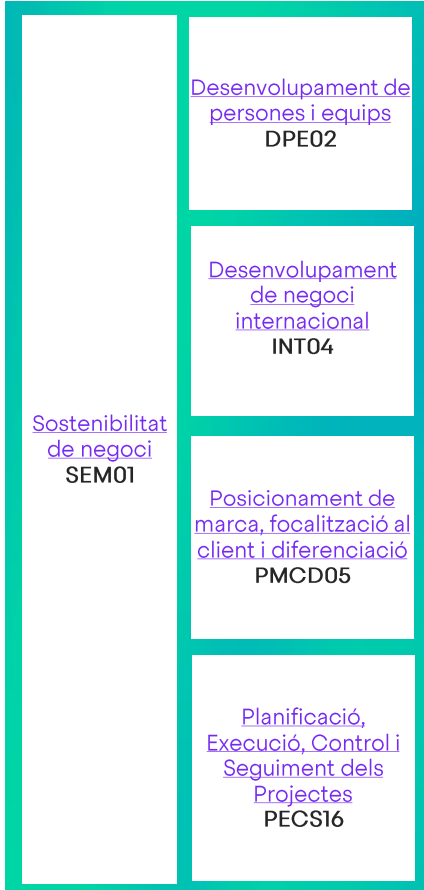 Sostenibilitat
de negoci
SEM01
Desenvolupament de
persones i equips
DPE02
Desenvolupament
de negoci
internacional
INT04
Posicionament de
marca, focalització al
client i diferenciació
PMCD05
Planificació,
Execució, Control i
Seguiment dels
Projectes
PECS16